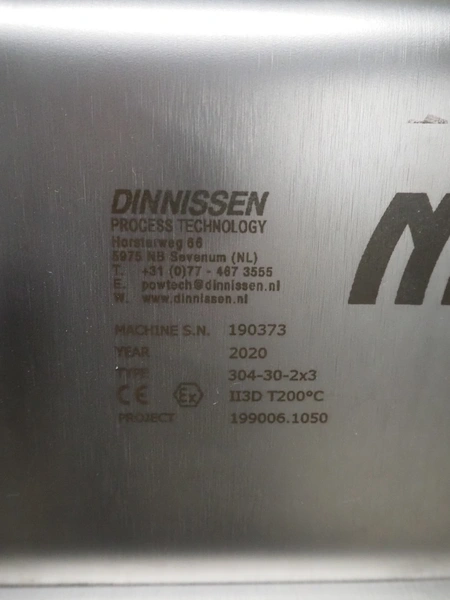 DINNISSEN
PROCESS TECHNOLOGY
Horsterweg 66
5975 NB Sevenum (NL)
T. +31 (0)77 - 467 3555
E. powtech@dinnissen.nl
W. www.dinnissen.nl
MACHINE S.N. 190373
YEAR 2020
TYPE 304-30-2x3
CE Ex II3D T200°C
PROJECT 199006.1050